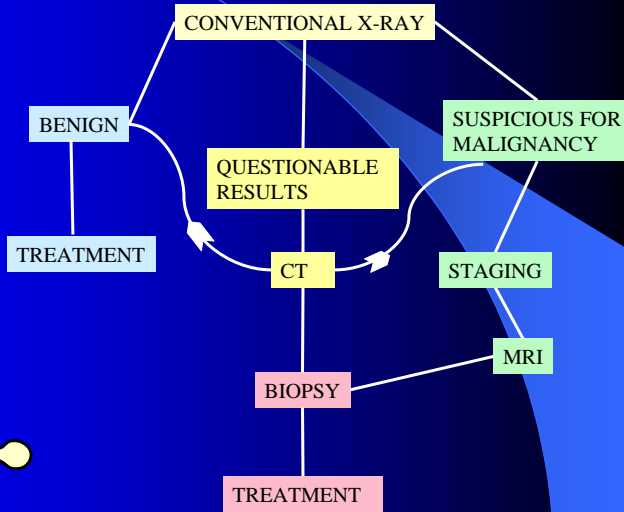 CONVENTIONAL X-RAY
BENIGN
SUSPICIOUS FOR
MALIGNANCY
QUESTIONABLE
RESULTS
TREATMENT
CT
STAGING
MRI
BIOPSY
TREATMENT